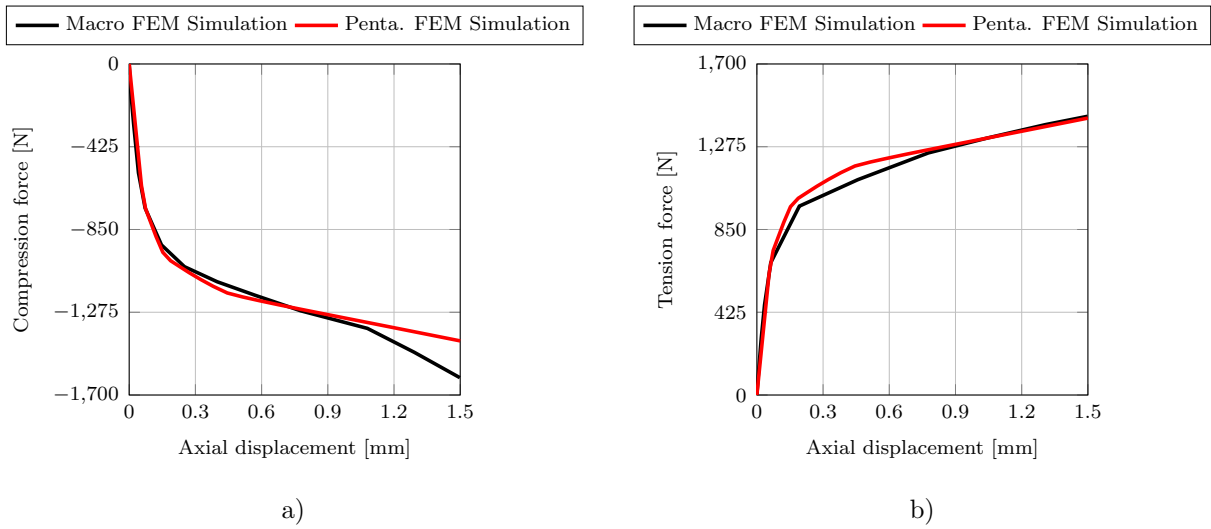 Macro FEM Simulation Penta. FEM Simulation
0
−425
−850
−1,275
−1,700
Compression force [N]
0 0.3 0.6 0.9 1.2 1.5
Axial displacement [mm]
a)
Macro FEM Simulation Penta. FEM Simulation
1,700
1,275
850
425
0
Tension force [N]
0 0.3 0.6 0.9 1.2 1.5
Axial displacement [mm]
b)